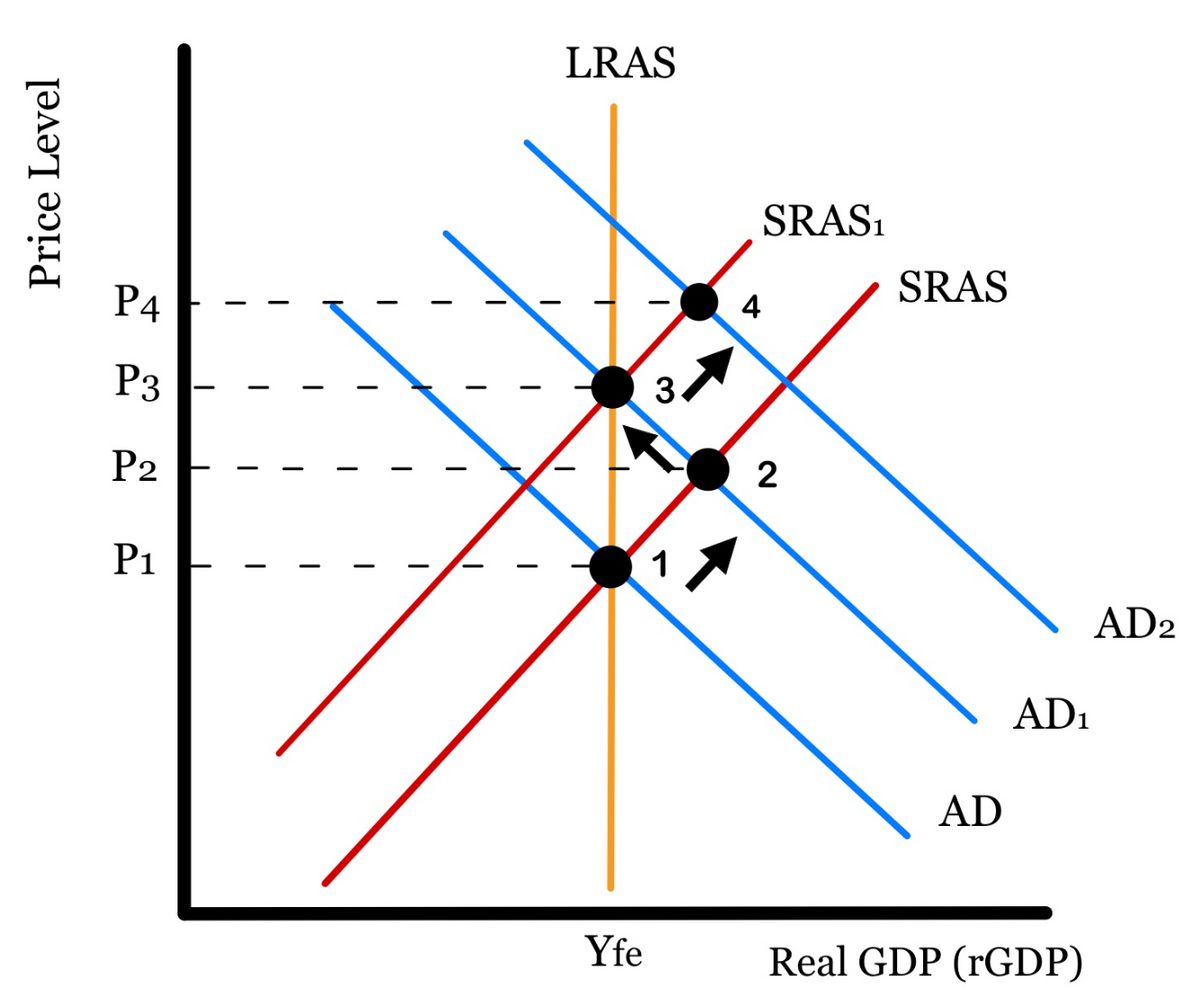 LRAS
Price Level
SRAS₁
SRAS
P4
4
P3
3
P2
2
P1
1
AD₂
AD₁
AD
Yfe
Real GDP (rGDP)